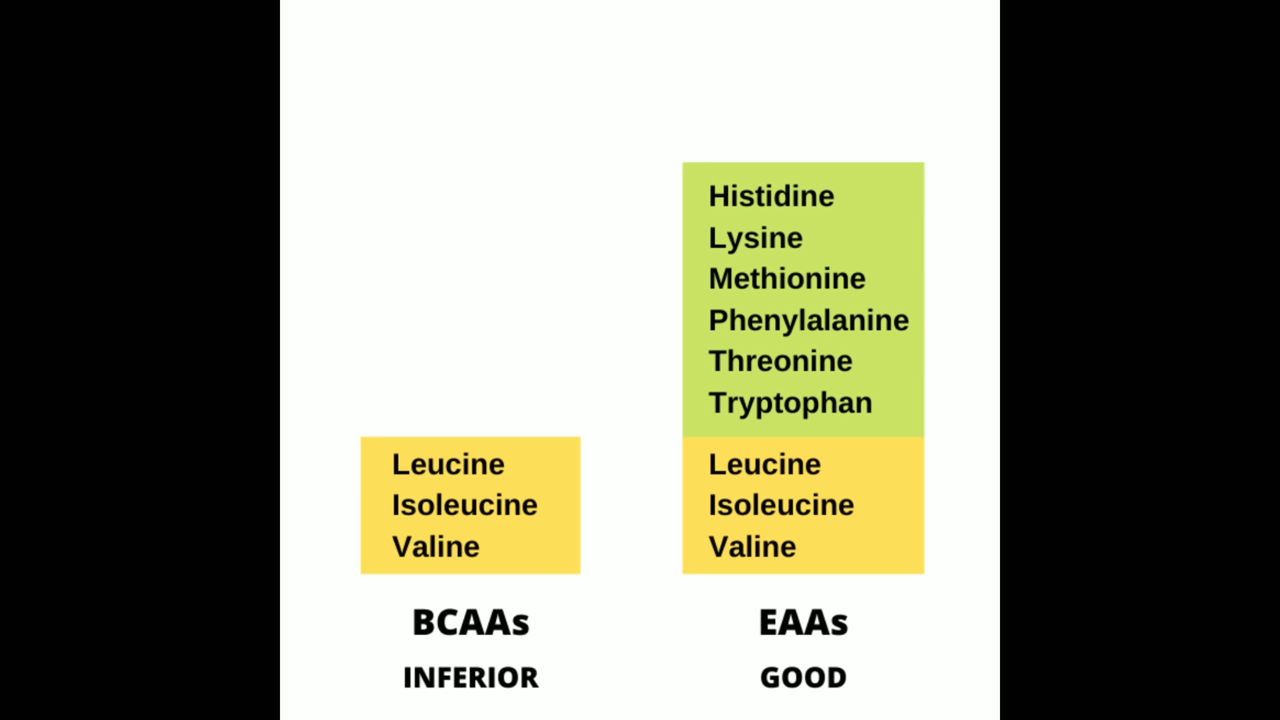 Histidine
Lysine
Methionine
Phenylalanine
Threonine
Tryptophan
Leucine
Isoleucine
Valine
Leucine
Isoleucine
Valine
BCAAs
INFERIOR
EAAs
GOOD